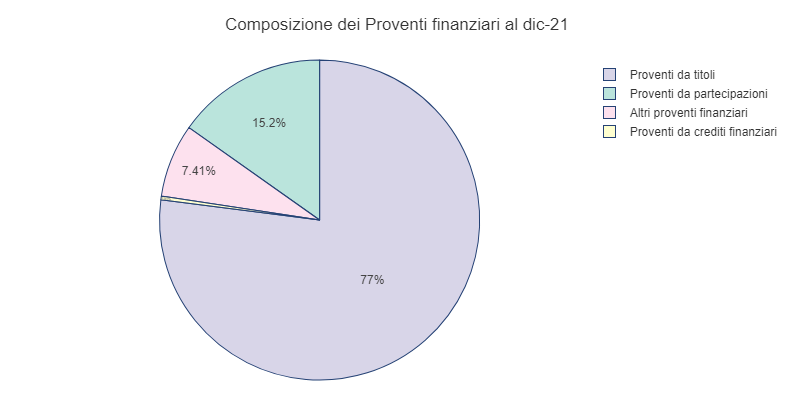 Composizione dei Proventi finanziari al dic-21
Proventi da titoli
Proventi da partecipazioni
Altri proventi finanziari
Proventi da crediti finanziari
15.2%
7.41%
77%